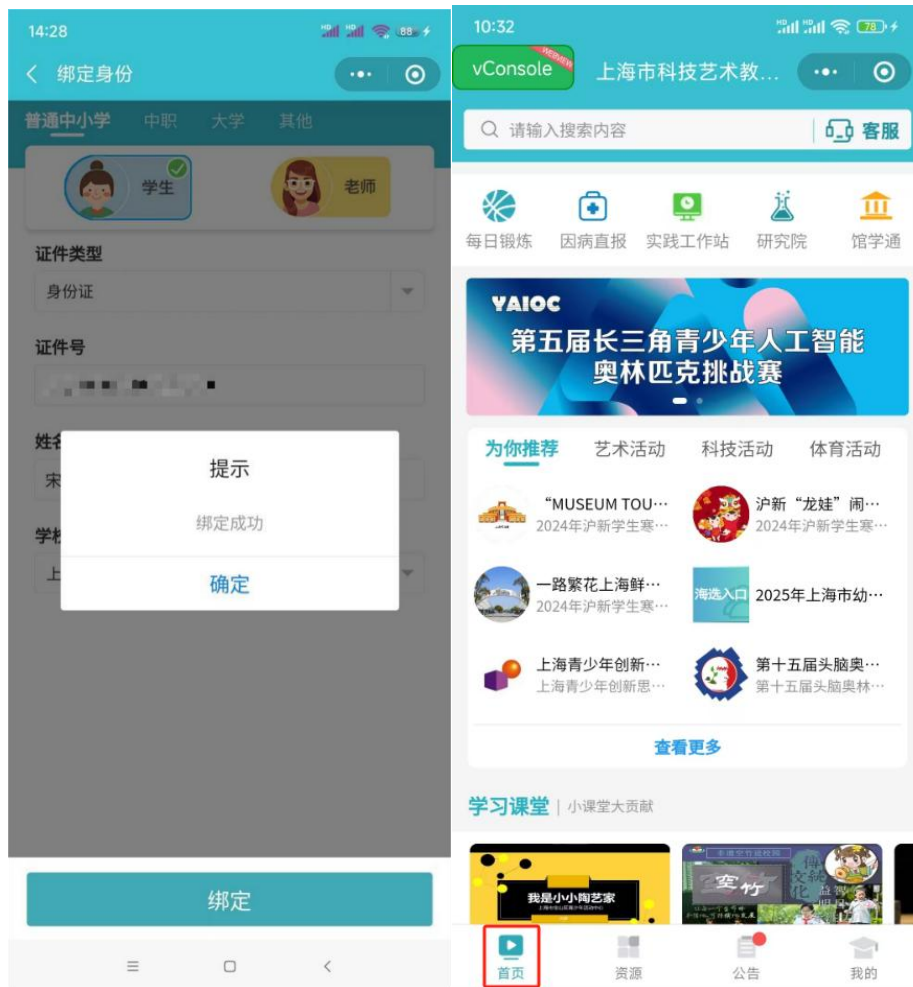 14:28
88
绑定身份
普通中小学 中职 大学 其他
学生
老师
证件类型
身份证
证件号
姓名
宋
学校
上
提示
绑定成功
确定
绑定
10:32
78
vConsole
WEBVIEW
上海市科技艺术教...
请输入搜索内容
客服
每日锻炼 因病直报 实践工作站 研究院 馆学通
YAIOC
第五届长三角青少年人工智能
奥林匹克挑战赛
为你推荐 艺术活动 科技活动 体育活动
“MUSEUM TOU…
2024年沪新学生寒…
沪新“龙娃”闹…
2024年沪新学生寒…
一路繁花上海鲜…
2024年沪新学生寒…
海选入口
2025年上海市幼…
上海青少年创新…
上海青少年创新思…
第十五届头脑奥…
第十五届头脑奥林…
查看更多
学习课堂 | 小课堂大贡献
我是小小陶艺家
空竹
首页 资源 公告 我的